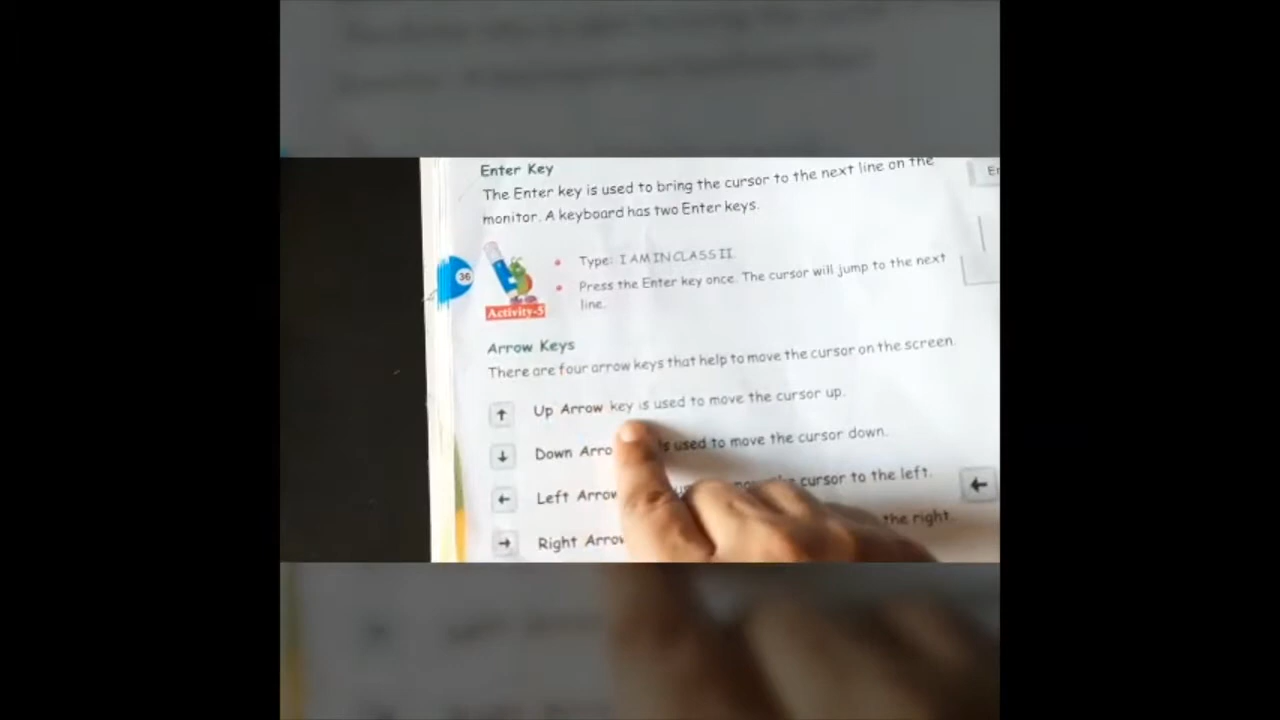 Enter Key
The Enter key is used to bring the cursor to the next line on the
monitor. A keyboard has two Enter keys.
36
• Type: I AM IN CLASS II.
• Press the Enter key once. The cursor will jump to the next
line.
Activity-5
Arrow Keys
There are four arrow keys that help to move the cursor on the screen.
↑ Up Arrow key is used to move the cursor up.
↓ Down Arro is used to move the cursor down.
← Left Arrow cursor to the left.
←
→ Right Arrow the right.